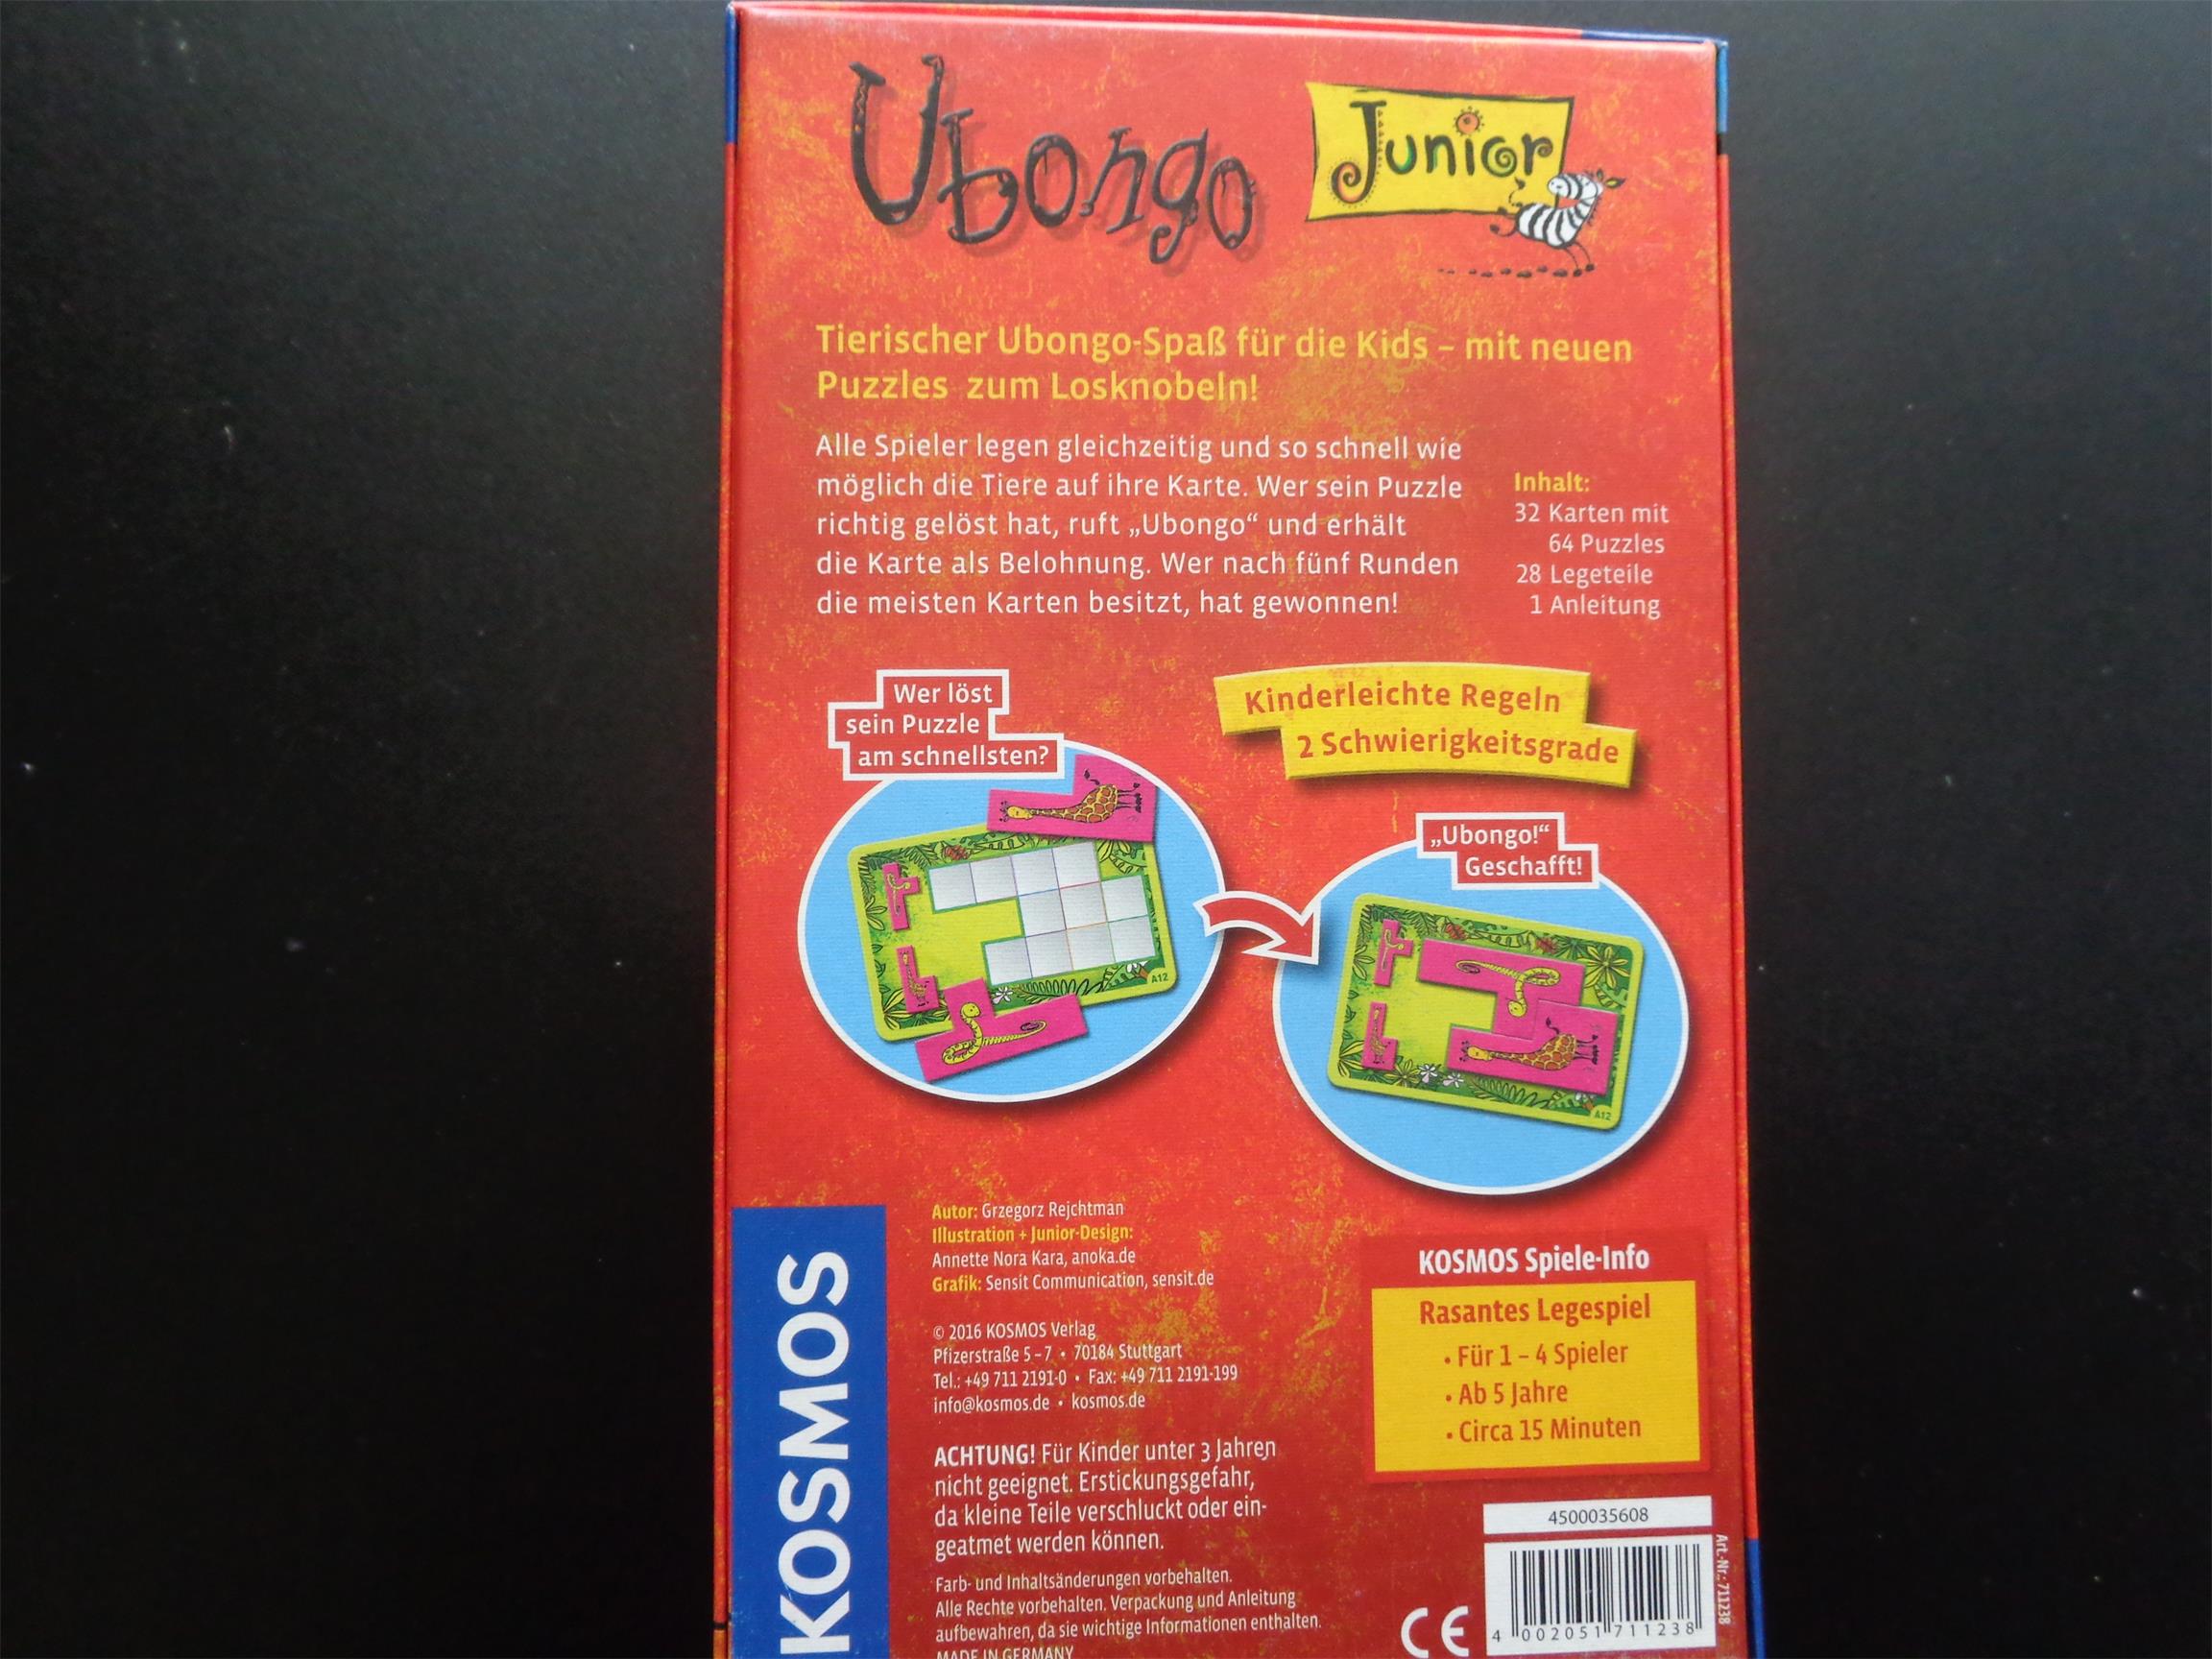 Ubongo
Junior
Tierischer Ubongo-Spaß für die Kids – mit neuen
Puzzles zum Losknobeln!
Alle Spieler legen gleichzeitig und so schnell wie
möglich die Tiere auf ihre Karte. Wer sein Puzzle
richtig gelöst hat, ruft „Ubongo“ und erhält
die Karte als Belohnung. Wer nach fünf Runden
die meisten Karten besitzt, hat gewonnen!
Inhalt:
32 Karten mit
64 Puzzles
28 Legeteile
1 Anleitung
Wer löst
sein Puzzle
am schnellsten?
Kinderleichte Regeln
2 Schwierigkeitsgrade
A12
„Ubongo!“
Geschafft!
A12
KOSMOS
Autor: Grzegorz Rejchtman
Illustration + Junior-Design:
Annette Nora Kara, anoka.de
Grafik: Sensit Communication, sensit.de
© 2016 KOSMOS Verlag
Pfizerstraße 5 – 7 • 70184 Stuttgart
Tel.: +49 711 2191-0 • Fax: +49 711 2191-199
info@kosmos.de • kosmos.de
ACHTUNG! Für Kinder unter 3 Jahren
nicht geeignet. Erstickungsgefahr,
da kleine Teile verschluckt oder ein-
geatmet werden können.
Farb- und Inhaltsänderungen vorbehalten.
Alle Rechte vorbehalten. Verpackung und Anleitung
aufbewahren, da sie wichtige Informationen enthalten.
MADE IN GERMANY
KOSMOS Spiele-Info
Rasantes Legespiel
• Für 1 – 4 Spieler
• Ab 5 Jahre
• Circa 15 Minuten
4500035608
CE
4 002051 711238
Art.-Nr.: 711238